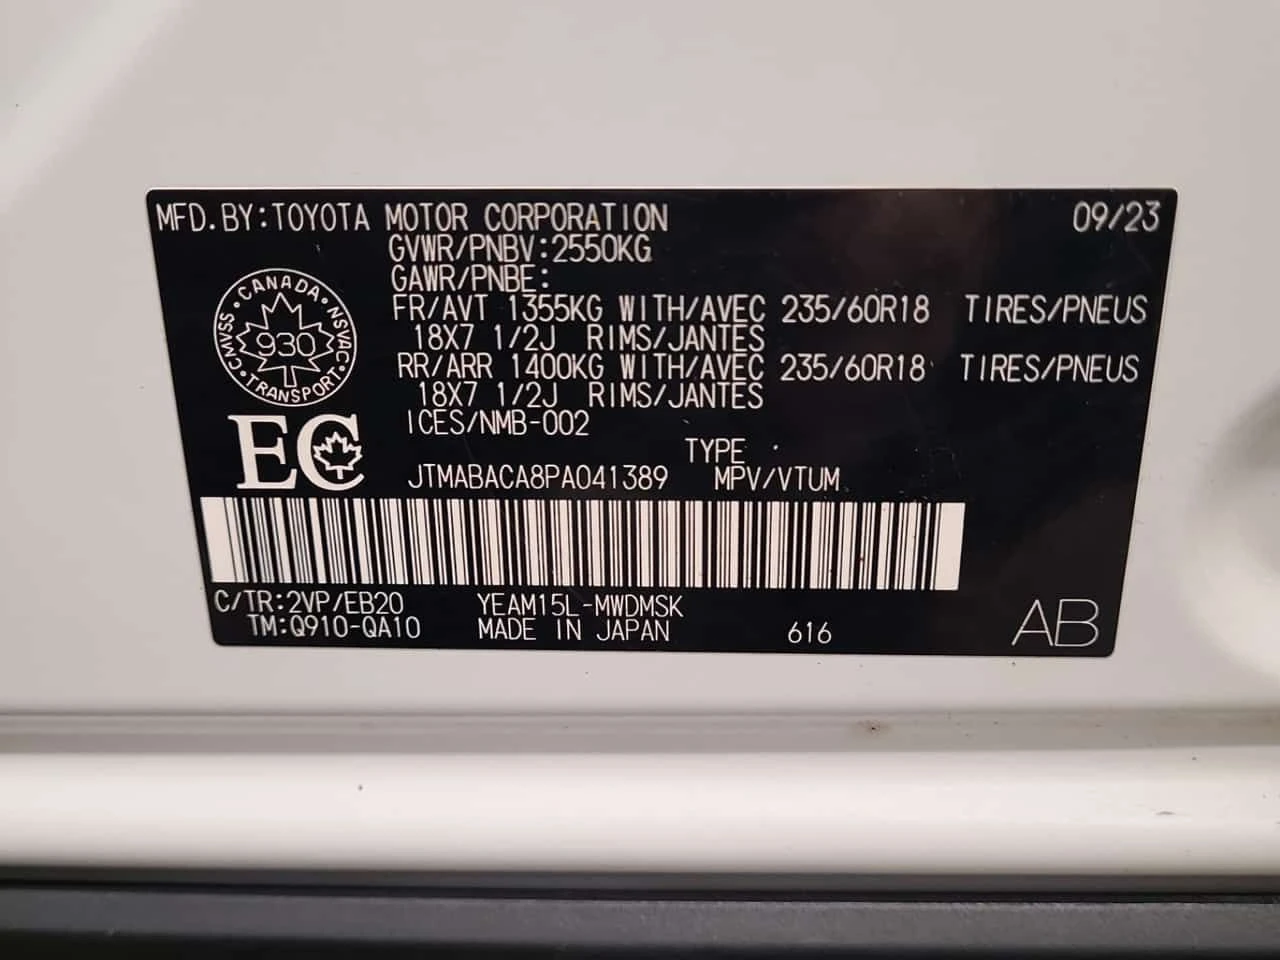 MFD.BY:TOYOTA MOTOR CORPORATION 09/23
GVWR/PNBV:2550KG
GAWR/PNBE:
FR/AVT 1355KG WITH/AVEC 235/60R18 TIRES/PNEUS
18X7 1/2J RIMS/JANTES
RR/ARR 1400KG WITH/AVEC 235/60R18 TIRES/PNEUS
18X7 1/2J RIMS/JANTES
ICES/NMB-002
CANADA
CMVSS 930 NSVAC
TRANSPORT
EC
TYPE
JTMABACA8PA041389 MPV/VTUM
C/TR:2VP/EB20 YEAM15L-MWDMSK
TM:Q910-QA10 MADE IN JAPAN 616 AB